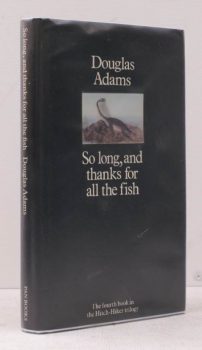 So long, and thanks for all the fish Douglas Adams
PAN BOOKS
Douglas
Adams
So long, and
thanks for
all the fish
The fourth book in
the Hitch-Hiker trilogy